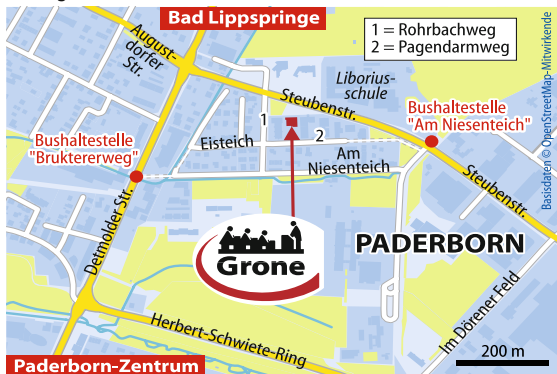 Bad Lippspringe
1 = Rohrbachweg
2 = Pagendarmweg
August-
dorfer
Str.
Liborius-
schule
Steubenstr.
Bushaltestelle
"Am Niesenteich"
1
Bushaltestelle
"Bruktererweg"
Eisteich
2
Am
Niesenteich
Steubenstr.
Detmolder Str.
Grone
PADERBORN
Im Dörener Feld
Herbert-Schwiete-Ring
200 m
Paderborn-Zentrum
Basisdaten © OpenStreetMap-Mitwirkende